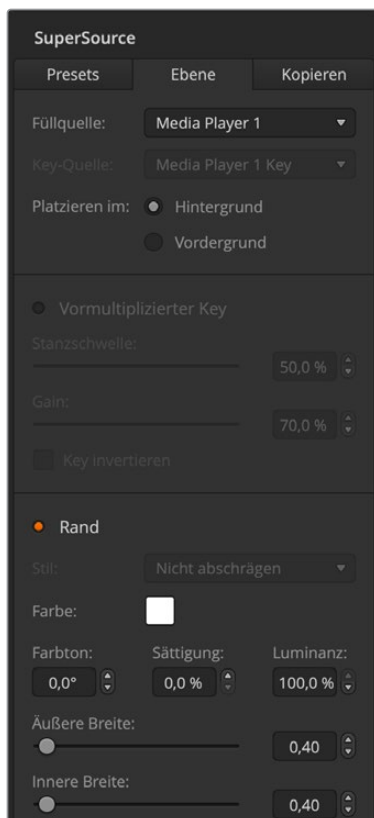 SuperSource
Presets Ebene Kopieren
Füllquelle: Media Player 1
Key-Quelle: Media Player 1 Key
Platzieren im: Hintergrund
Vordergrund
Vormultiplizierter Key
Stanzschwelle:
50,0 %
Gain:
70,0 %
Key invertieren
Rand
Stil: Nicht abschrägen
Farbe:
Farbton: Sättigung: Luminanz:
0,0° 0,0 % 100,0 %
Äußere Breite:
0,40
Innere Breite:
0,40